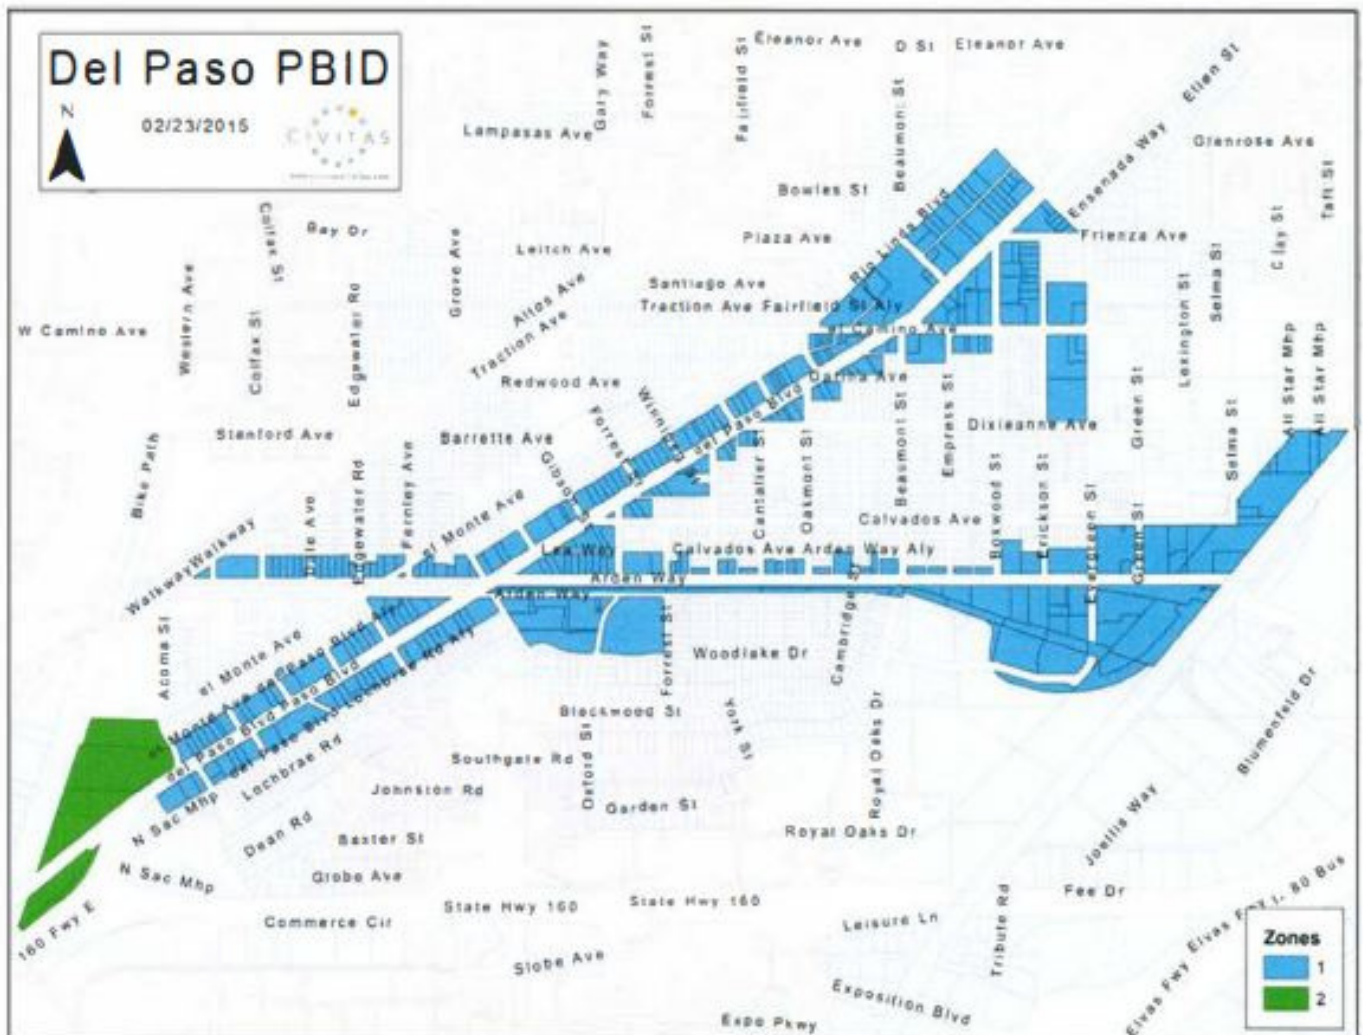 Del Paso PBID
N
02/23/2015
CIVITAS
Eleanor Ave
D St
Eleanor Ave
Gary Way
Forrest St
Fairfield St
Beaumont St
Ellen St
Lampasas Ave
Glenrose Ave
Ensenada Way
Taft St
Bowles St
Colfax St
Bay Dr
Leitch Ave
Plaza Ave
Rio Linda Blvd
Frienza Ave
Clay St
Grove Ave
Altos Ave
Santiago Ave
Selma St
Western Ave
Colfax St
Edgewater Rd
Traction Ave
Traction Ave Fairfield St Aly
Lexington St
W Camino Ave
el Camino Ave
All Star Mhp
All Star Mhp
Redwood Ave
Darina Ave
del Paso Blvd
Stanford Ave
Barrette Ave
Beaumont St
Empress St
Dixieanne Ave
Green St
Selma St
Bike Path
Edgewater Rd
Fernley Ave
el Monte Ave
Cantalier St
Oakmont St
Calvados Ave
Boxwood St
Erickson St
Evergreen St
Green St
Walkway
Walkway
Lea Way
Calvados Ave Arden Way Aly
Arden Way
Arden Way
Acoma St
el Monte Ave
Forrest St
Woodlake Dr
Cambridge St
Blackwood St
York St
Lochbrae Rd
Southgate Rd
Oxford St
Royal Oaks Dr
Blumenfeld Dr
Johnston Rd
Garden St
N Sac Mhp
Dean Rd
Baxter St
Royal Oaks Dr
Joellis Way
N Sac Mhp
Globe Ave
Fee Dr
160 Fwy E
Commerce Cir
State Hwy 160
State Hwy 160
Leisure Ln
Tribute Rd
Slobe Ave
Exposition Blvd
Expo Pkwy
Zones
1
2